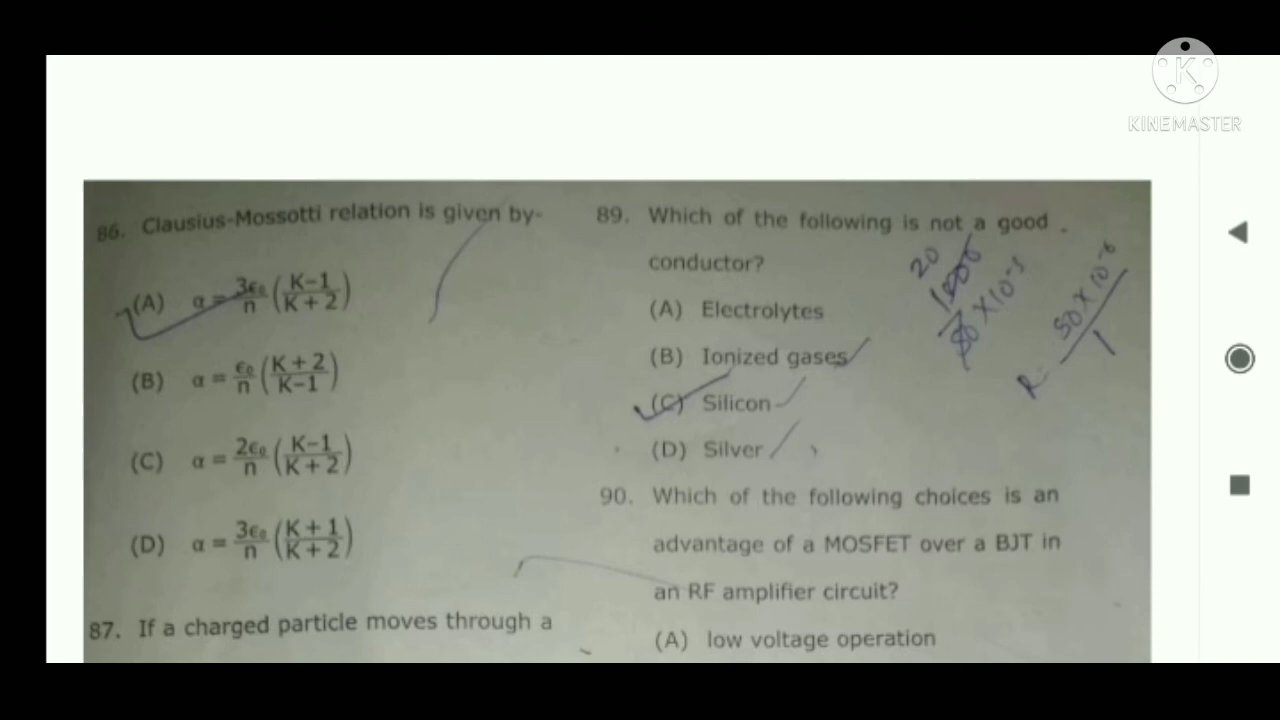 KINEMASTER
86. Clausius-Mossotti relation is given by-
(A) α = 3ϵ₀/n (K−1/K+2)
(B) α = ϵ₀/n (K+2/K−1)
(C) α = 2ϵ₀/n (K−1/K+2)
(D) α = 3ϵ₀/n (K+1/K+2)
87. If a charged particle moves through a
89. Which of the following is not a good
conductor?
(A) Electrolytes
(B) Ionized gases
(C) Silicon
(D) Silver
90. Which of the following choices is an
advantage of a MOSFET over a BJT in
an RF amplifier circuit?
(A) low voltage operation
20
50 X 10⁻⁸
1